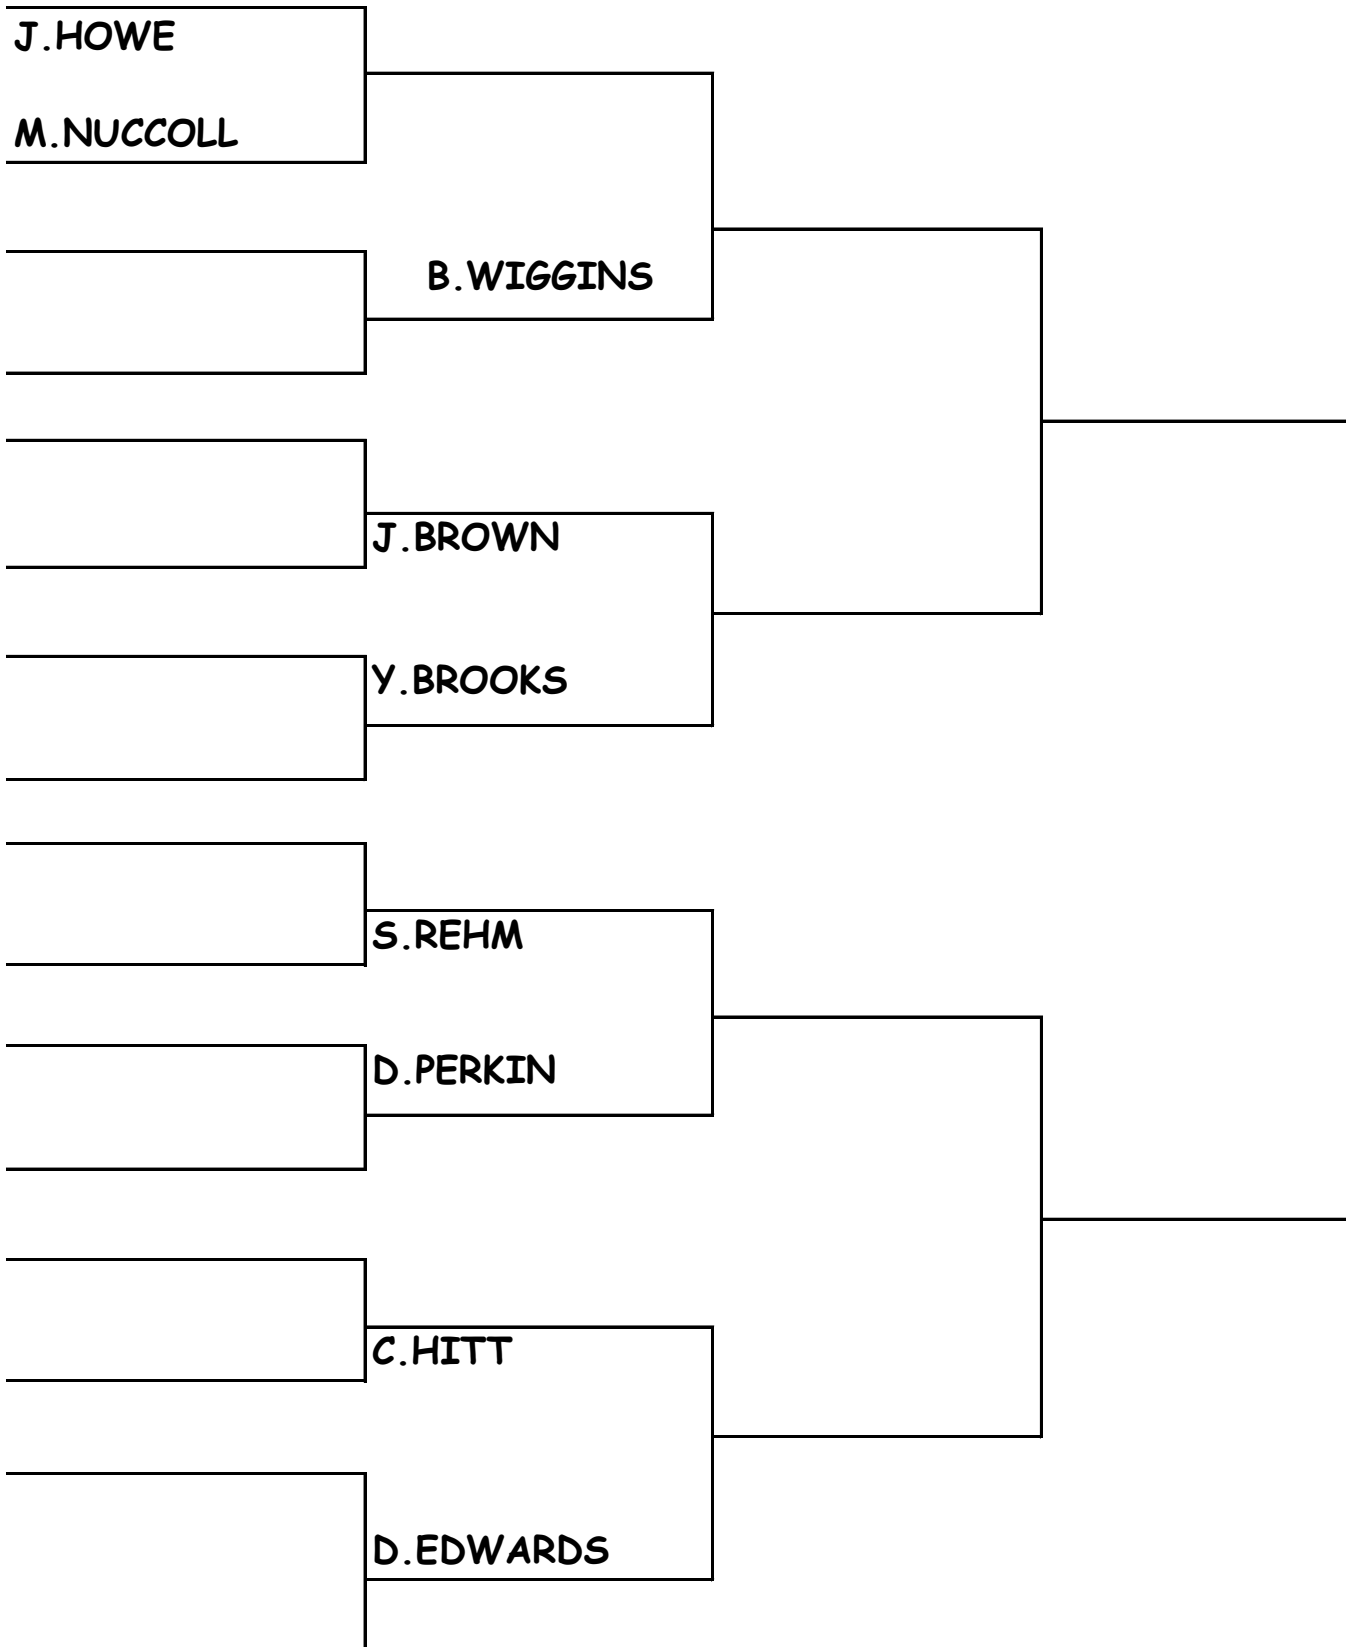 J.HOWE
M.NUCCOLL
B.WIGGINS
J.BROWN
Y.BROOKS
S.REHM
D.PERKIN
C.HITT
D.EDWARDS